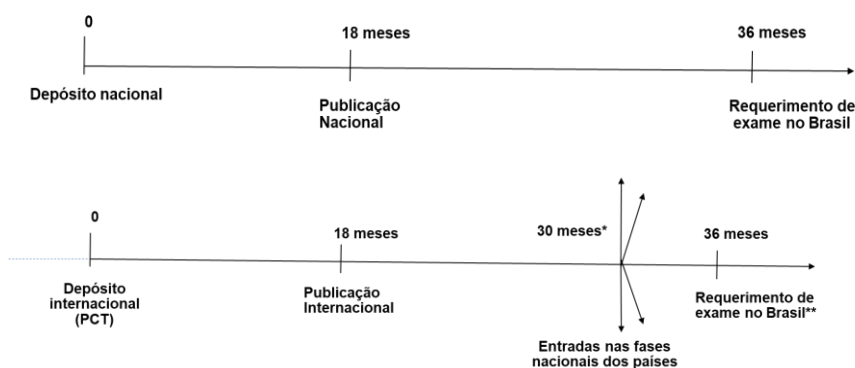 0
18 meses
36 meses
Depósito nacional
Publicação
Nacional
Requerimento de
exame no Brasil
0
18 meses
30 meses*
36 meses
Depósito
internacional
(PCT)
Publicação
Internacional
Requerimento de
exame no Brasil**
Entradas nas fases
nacionais dos países